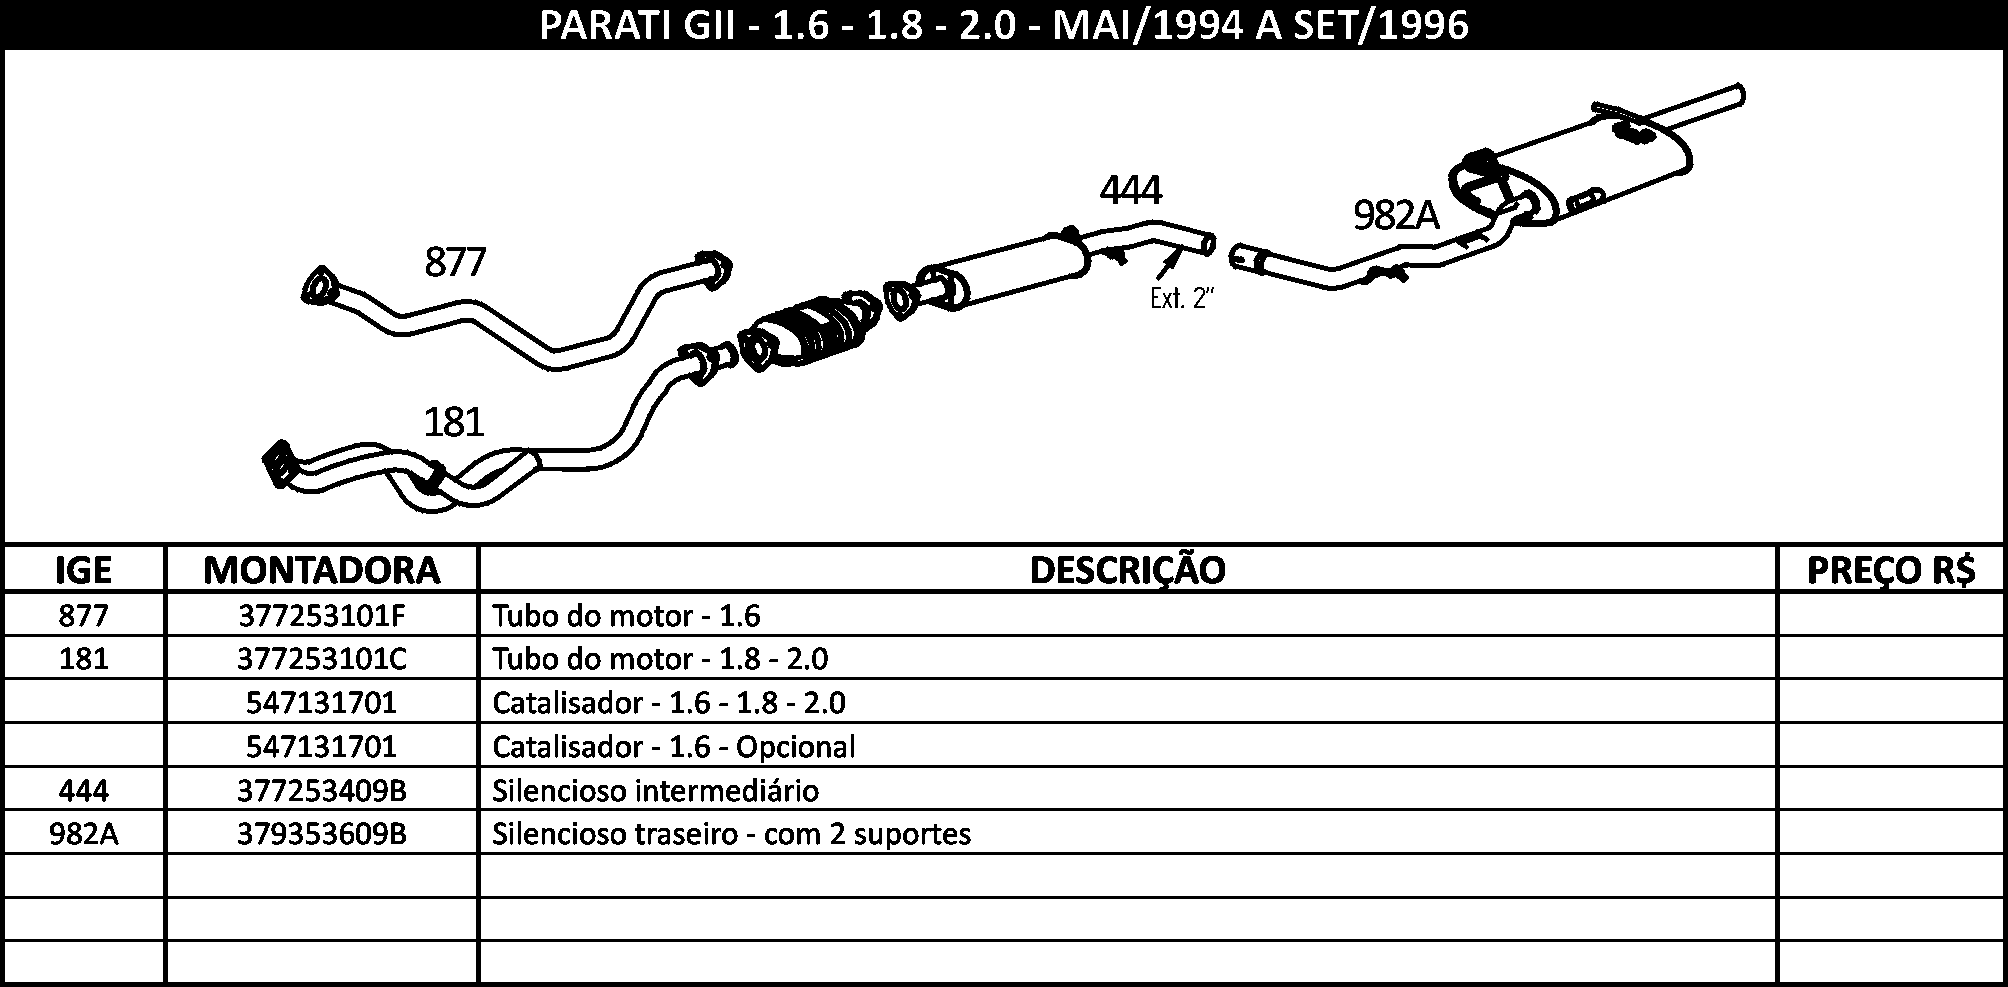 PARATI GII - 1.6 - 1.8 - 2.0 - MAI/1994 A SET/1996
444
982A
877
Ext. 2"
181
IGE MONTADORA DESCRIÇÃO PREÇO R$
877 377253101F Tubo do motor - 1.6
181 377253101C Tubo do motor - 1.8 - 2.0
547131701 Catalisador - 1.6 - 1.8 - 2.0
547131701 Catalisador - 1.6 - Opcional
444 377253409B Silencioso intermediário
982A 379353609B Silencioso traseiro - com 2 suportes